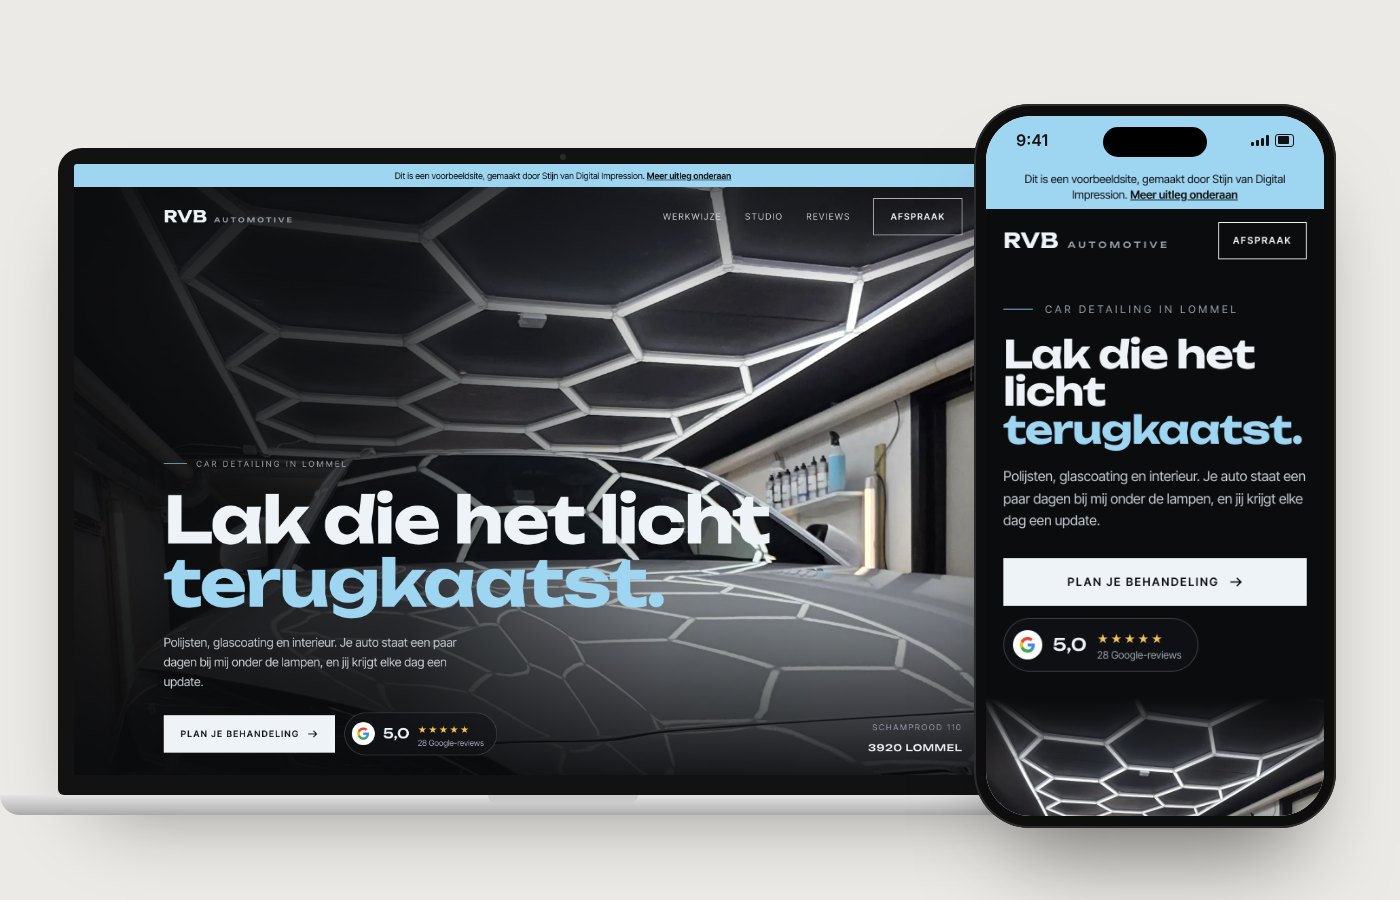 Dit is een voorbeeldsite, gemaakt door Stijn van Digital Impression. Meer uitleg onderaan
RVB AUTOMOTIVE
WERKWIJZE STUDIO REVIEWS AFSPRAAK
CAR DETAILING IN LOMMEL
Lak die het licht
terugkaatst.
Polijsten, glascoating en interieur. Je auto staat een paar
dagen bij mij onder de lampen, en jij krijgt elke dag een
update.
PLAN JE BEHANDELING →
5,0 ★★★★★
28 Google-reviews
SCHAMPROOD 110
3920 LOMMEL
9:41
Dit is een voorbeeldsite, gemaakt door Stijn van Digital
Impression. Meer uitleg onderaan
RVB AUTOMOTIVE
AFSPRAAK
CAR DETAILING IN LOMMEL
Lak die het
licht
terugkaatst.
Polijsten, glascoating en interieur. Je auto staat een
paar dagen bij mij onder de lampen, en jij krijgt elke
dag een update.
PLAN JE BEHANDELING →
5,0 ★★★★★
28 Google-reviews